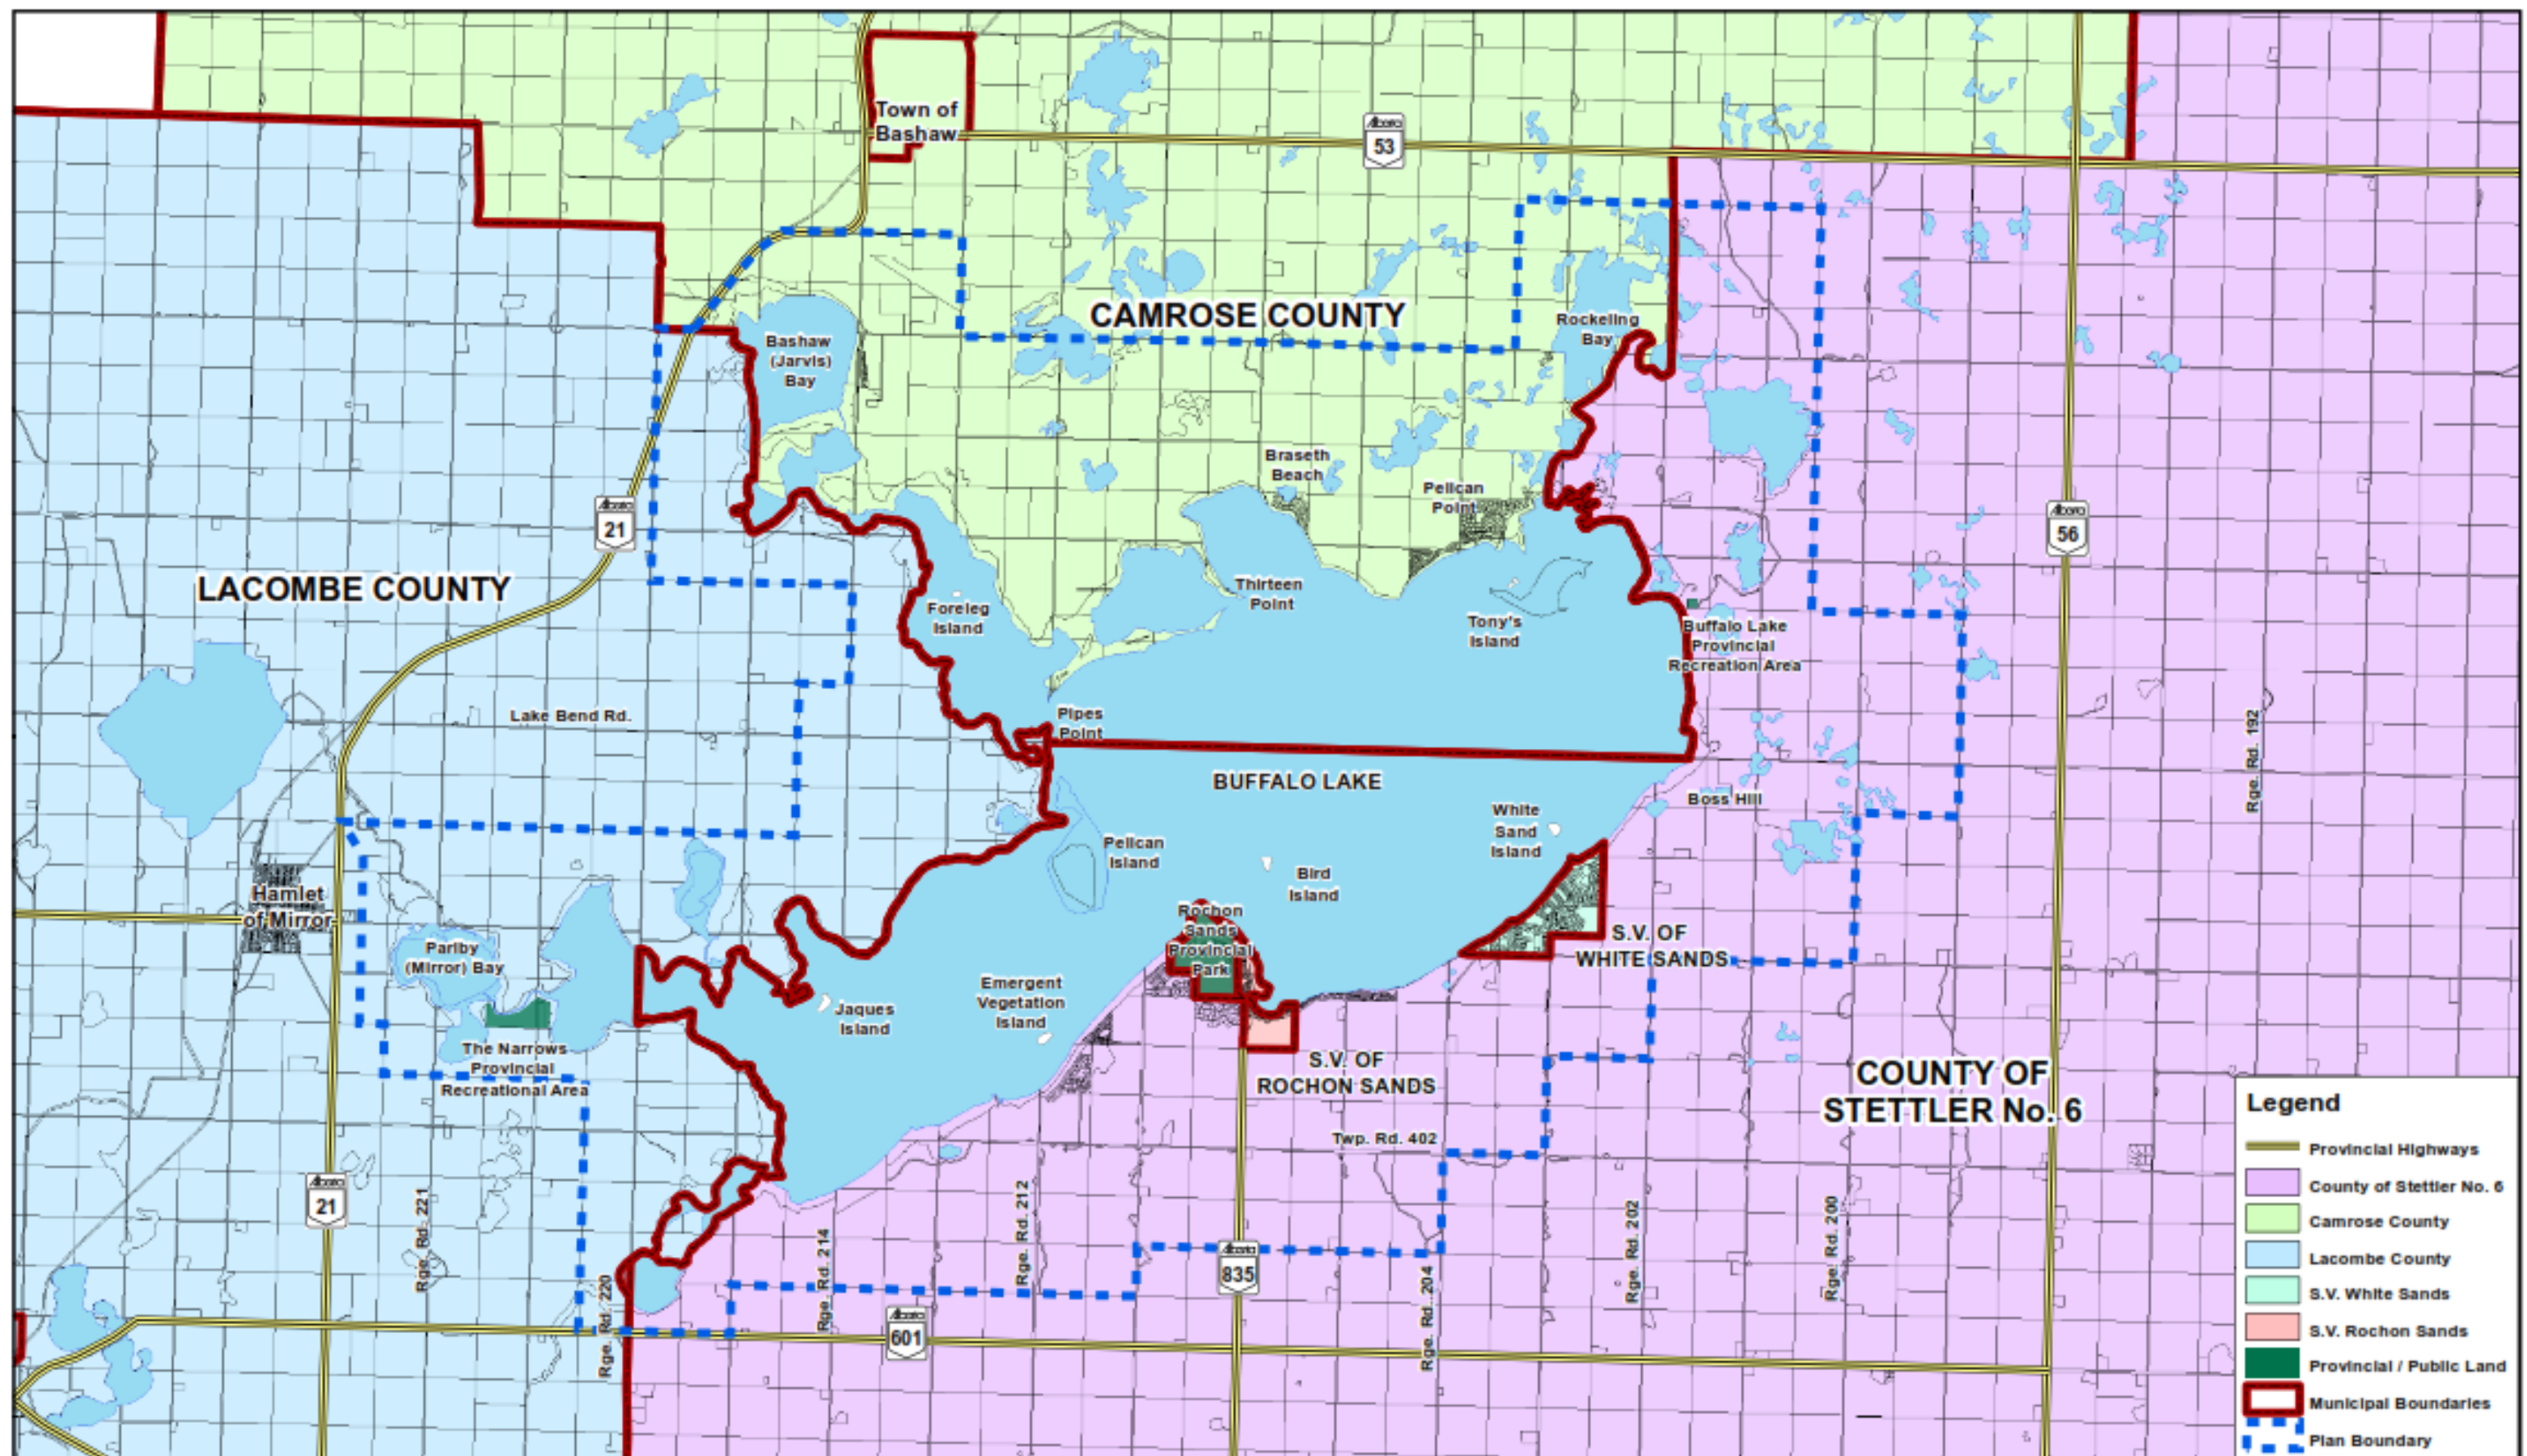 Town of
Bashaw
Alberta
53
CAMROSE COUNTY
Rockeling
Bay
Bashaw
(Jarvis)
Bay
Braseth
Beach
Pelican
Point
Alberta
21
Alberta
56
LACOMBE COUNTY
Foreleg
Island
Thirteen
Point
Tony's
Island
Buffalo Lake
Provincial
Recreation Area
Lake Bend Rd.
Pipes
Point
Rge. Rd. 192
BUFFALO LAKE
Boss Hill
White
Sand
Island
Pelican
Island
Bird
Island
Hamlet
of Mirror
Rochon
Sands
Provincial
Park
S.V. OF
WHITE SANDS
Parlby
(Mirror) Bay
Emergent
Vegetation
Island
Jaques
Island
The Narrows
Provincial
Recreational Area
S.V. OF
ROCHON SANDS
COUNTY OF
STETTLER No. 6
Twp. Rd. 402
Alberta
21
Rge. Rd. 221
Rge. Rd. 220
Rge. Rd. 214
Rge. Rd. 212
Alberta
835
Rge. Rd. 204
Rge. Rd. 202
Rge. Rd. 200
Alberta
601
Legend
Provincial Highways
County of Stettler No. 6
Camrose County
Lacombe County
S.V. White Sands
S.V. Rochon Sands
Provincial / Public Land
Municipal Boundaries
Plan Boundary